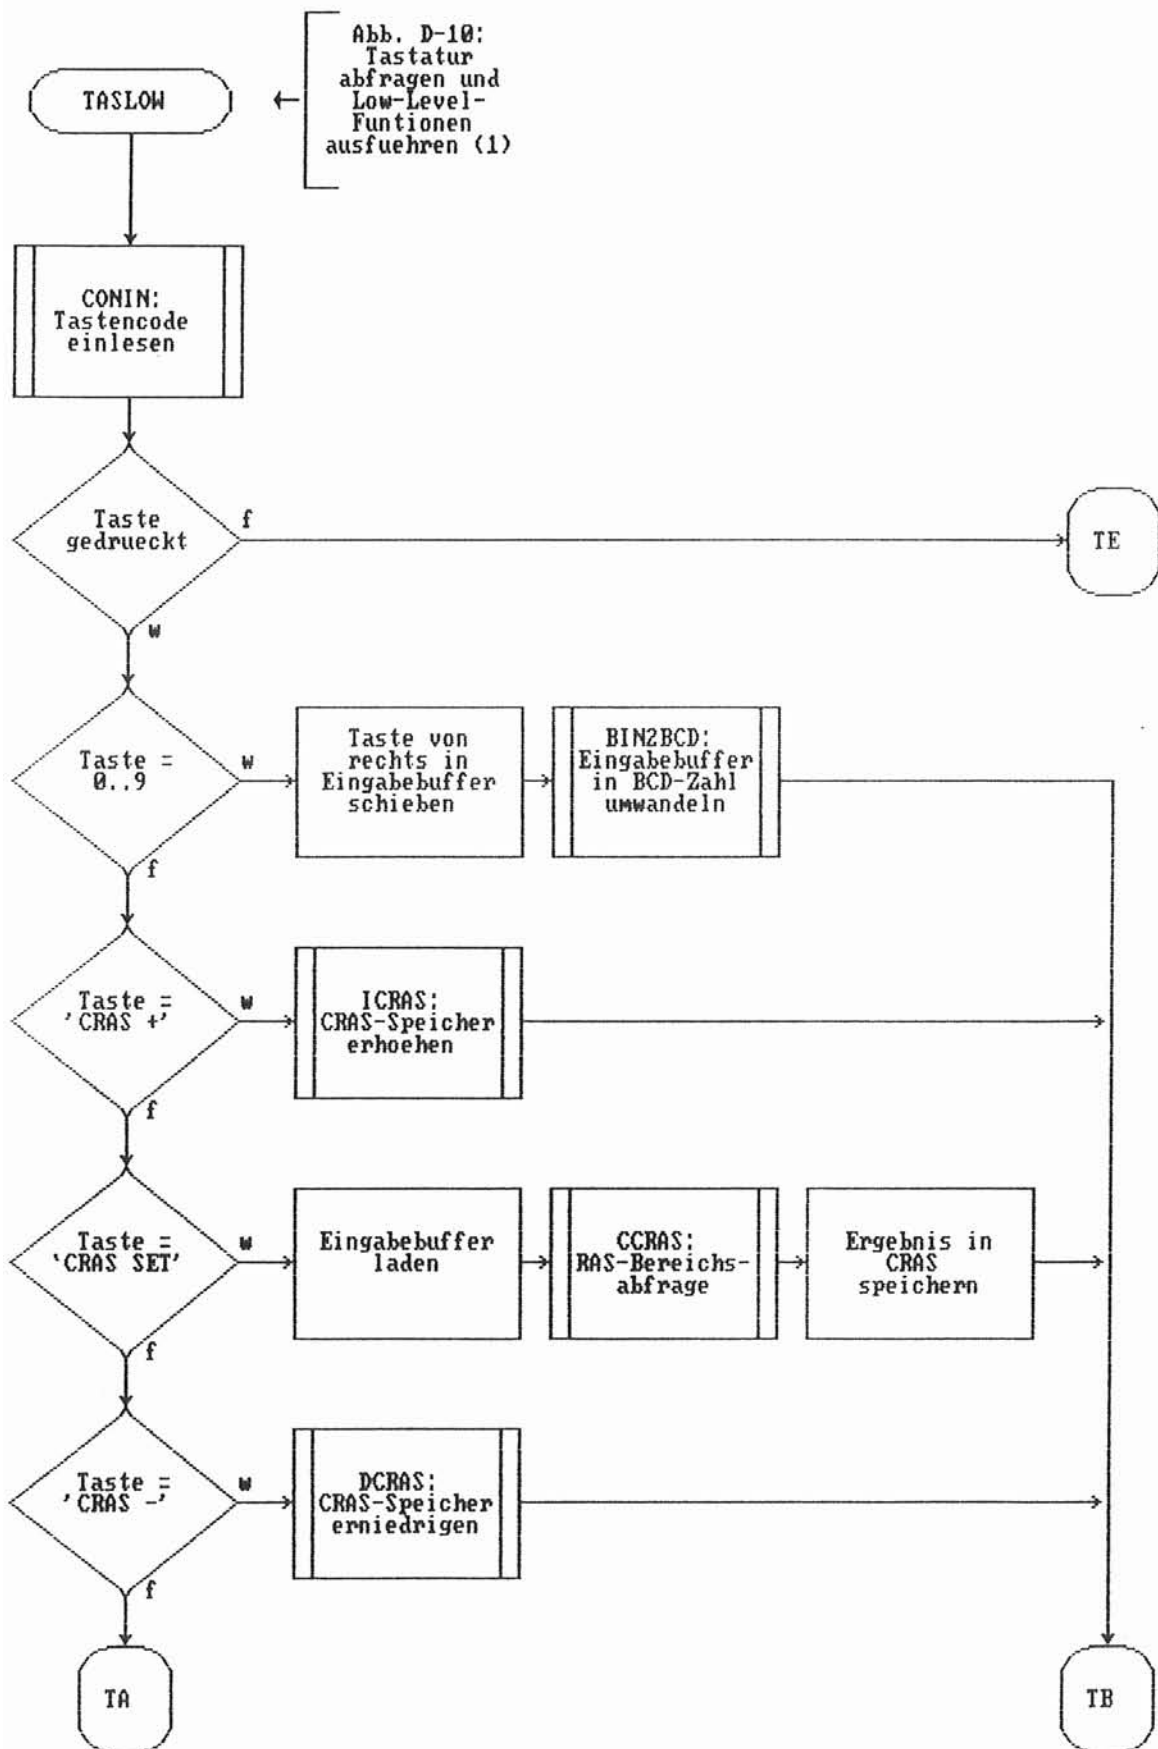 Abb. D-10:
Tastatur
abfragen und
Low-Level-
Funtionen
ausfuehren (1)
TASLOW
CONIN:
Tastencode
einlesen
Taste
gedrueckt
f
w
TE
Taste =
0..9
w
f
Taste von
rechts in
Eingabebuffer
schieben
BIN2BCD:
Eingabebuffer
in BCD-Zahl
umwandeln
Taste =
'CRAS +'
w
f
ICRAS:
CRAS-Speicher
erhoehen
Taste =
'CRAS SET'
w
f
Eingabebuffer
laden
CCRAS:
RAS-Bereichs-
abfrage
Ergebnis in
CRAS
speichern
Taste =
'CRAS -'
w
f
DCRAS:
CRAS-Speicher
erniedrigen
TA
TB